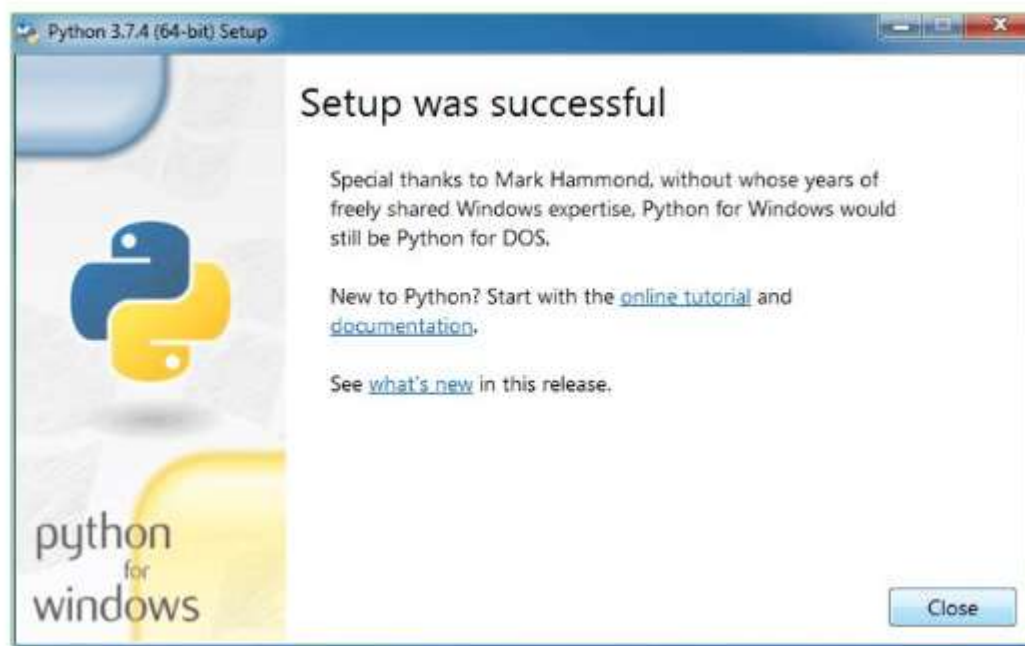 Python 3.7.4 (64-bit) Setup
Setup was successful
Special thanks to Mark Hammond, without whose years of
freely shared Windows expertise, Python for Windows would
still be Python for DOS.
New to Python? Start with the online tutorial and
documentation.
See what's new in this release.
python
for
windows
Close